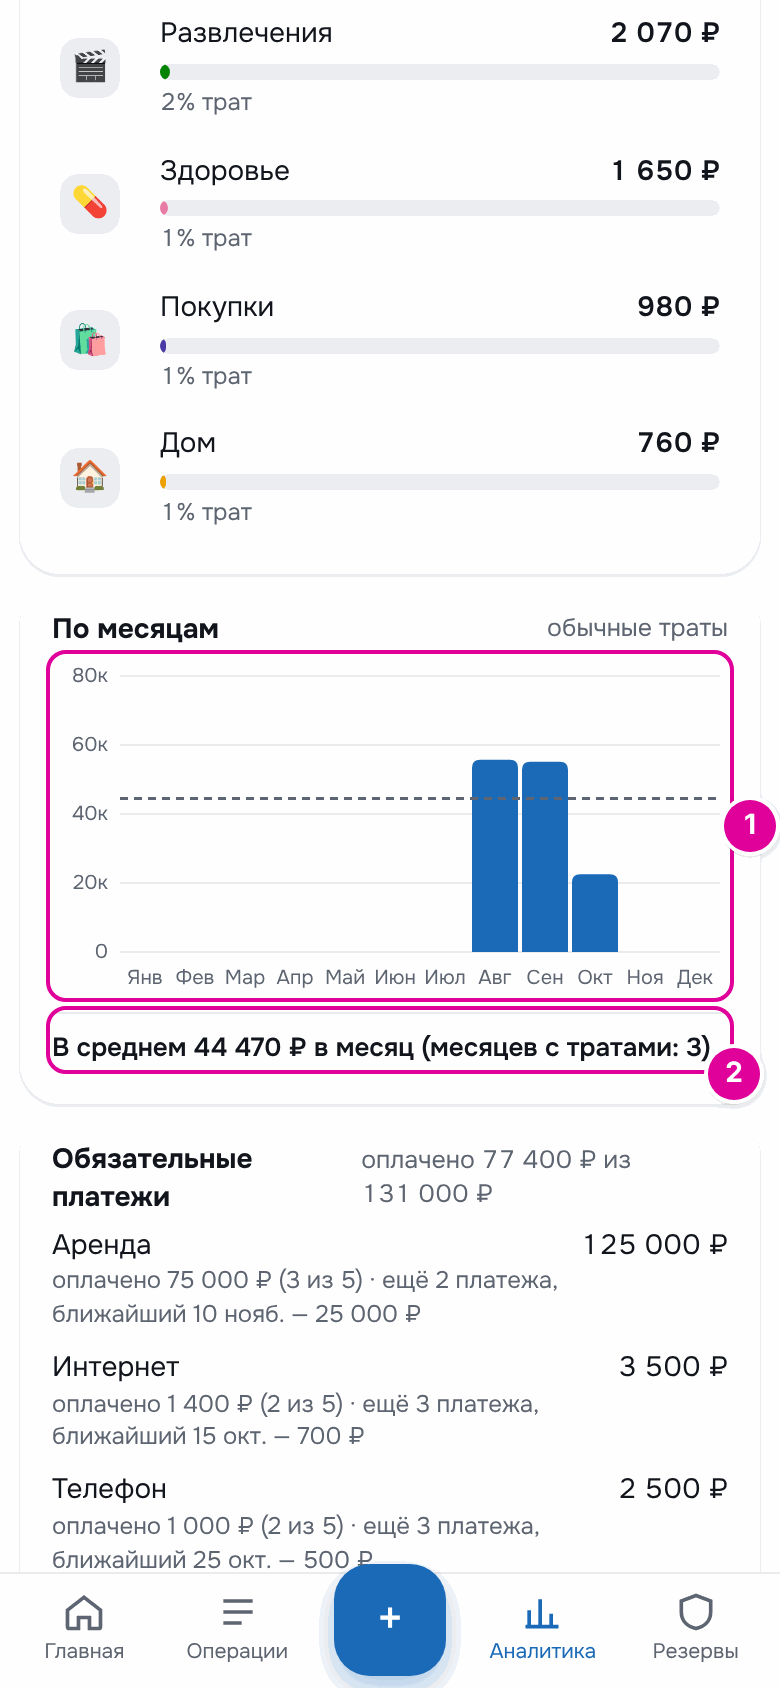 Развлечения 2 070 ₽
2% трат
Здоровье 1 650 ₽
1% трат
Покупки 980 ₽
1% трат
Дом 760 ₽
1% трат
По месяцам обычные траты
80к
60к
40к
20к
0
1
Янв Фев Мар Апр Май Июн Июл Авг Сен Окт Ноя Дек
В среднем 44 470 ₽ в месяц (месяцев с тратами: 3)
2
Обязательные платежи
оплачено 77 400 ₽ из
131 000 ₽
Аренда 125 000 ₽
оплачено 75 000 ₽ (3 из 5) · ещё 2 платежа,
ближайший 10 нояб. — 25 000 ₽
Интернет 3 500 ₽
оплачено 1 400 ₽ (2 из 5) · ещё 3 платежа,
ближайший 15 окт. — 700 ₽
Телефон 2 500 ₽
оплачено 1 000 ₽ (2 из 5) · ещё 3 платежа,
ближайший 25 окт. — 500 ₽
+
Главная Операции Аналитика Резервы